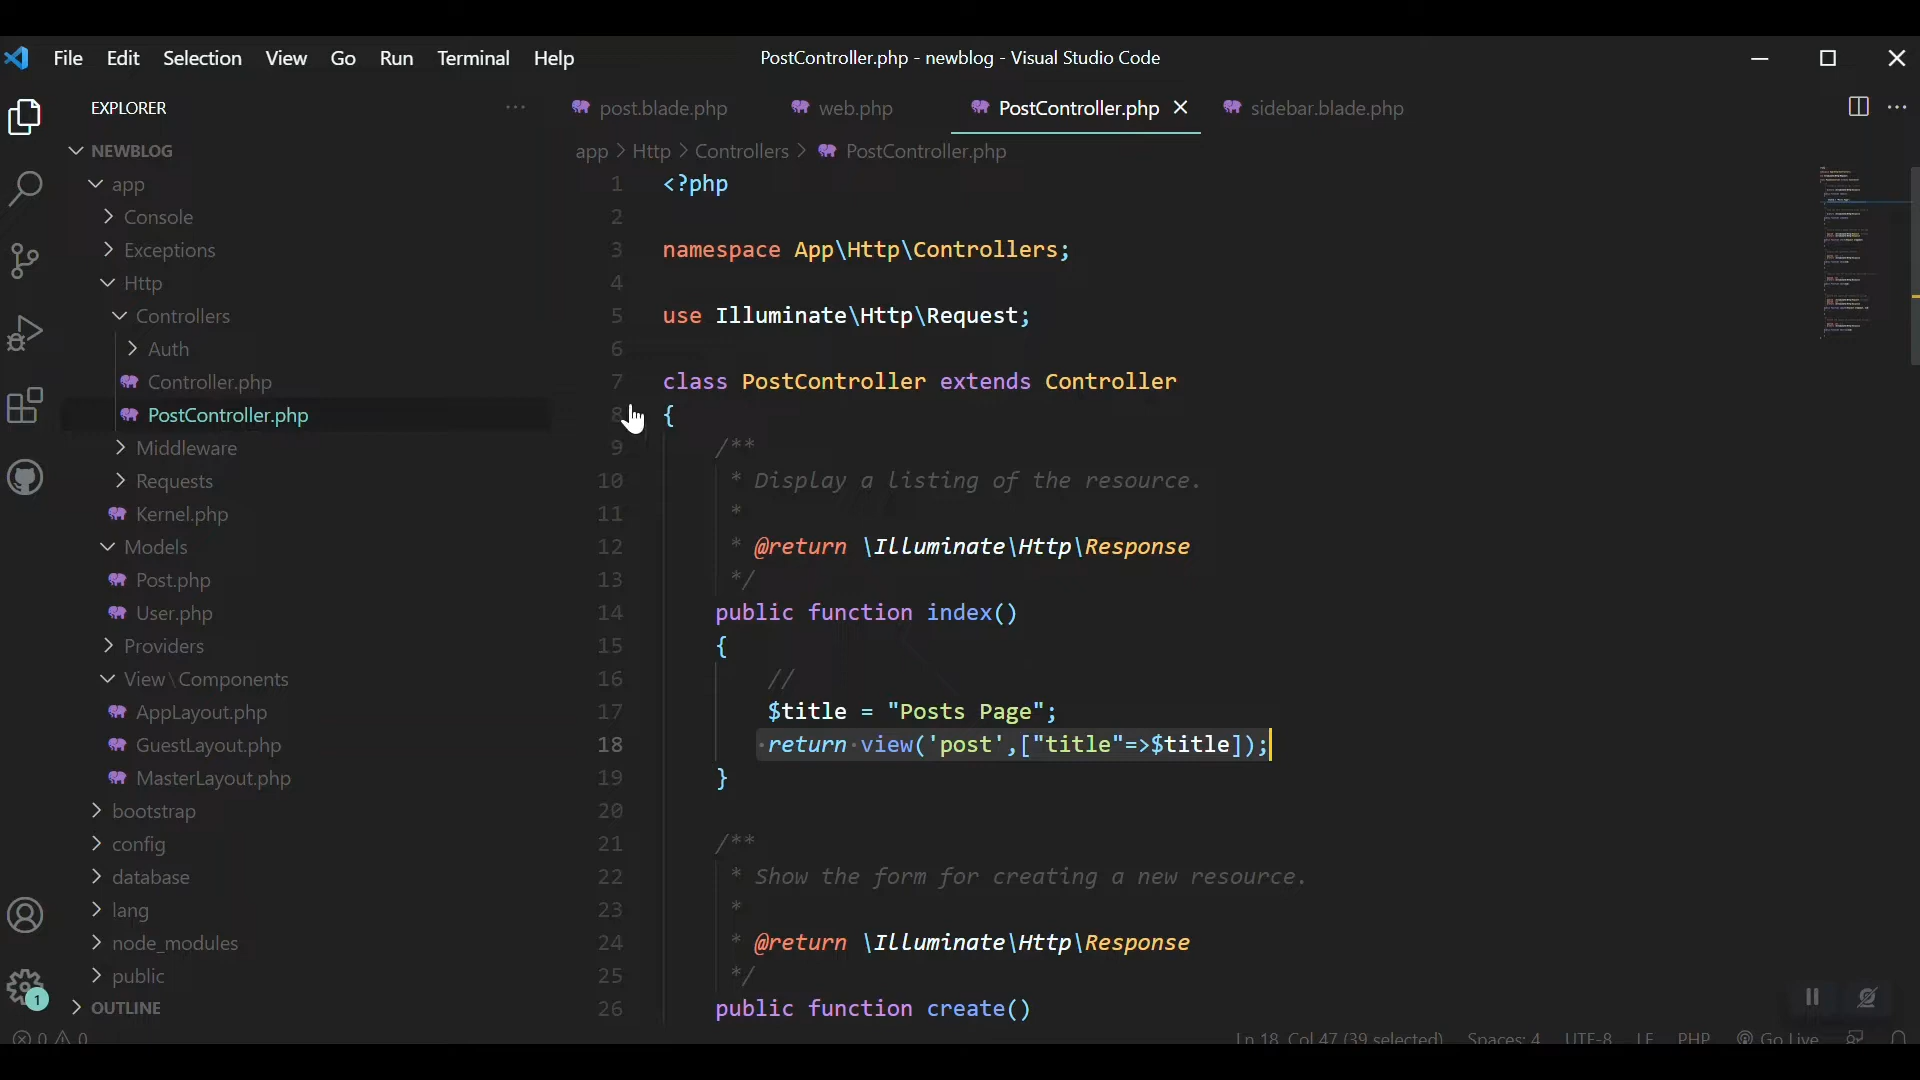 File Edit Selection View Go Run Terminal Help PostController.php - newblog - Visual Studio Code
EXPLORER ···
post.blade.php web.php PostController.php sidebar.blade.php ···
NEWBLOG
app
Console
Exceptions
Http
Controllers
Auth
Controller.php
PostController.php
Middleware
Requests
Kernel.php
Models
Post.php
User.php
Providers
View\Components
AppLayout.php
GuestLayout.php
MasterLayout.php
bootstrap
config
database
lang
node_modules
public
OUTLINE
1
app > Http > Controllers > PostController.php
1 <?php
2
3 namespace App\Http\Controllers;
4
5 use Illuminate\Http\Request;
6
7 class PostController extends Controller
8 {
9 /**
10 * Display a listing of the resource.
11 *
12 * @return \Illuminate\Http\Response
13 */
14 public function index()
15 {
16 //
17 $title = "Posts Page";
18 return view('post',["title"=>$title]);
19 }
20
21 /**
22 * Show the form for creating a new resource.
23 *
24 * @return \Illuminate\Http\Response
25 */
26 public function create()
0 0 Ln 18, Col 47 (39 selected) Spaces: 4 UTF-8 LF PHP Go Live